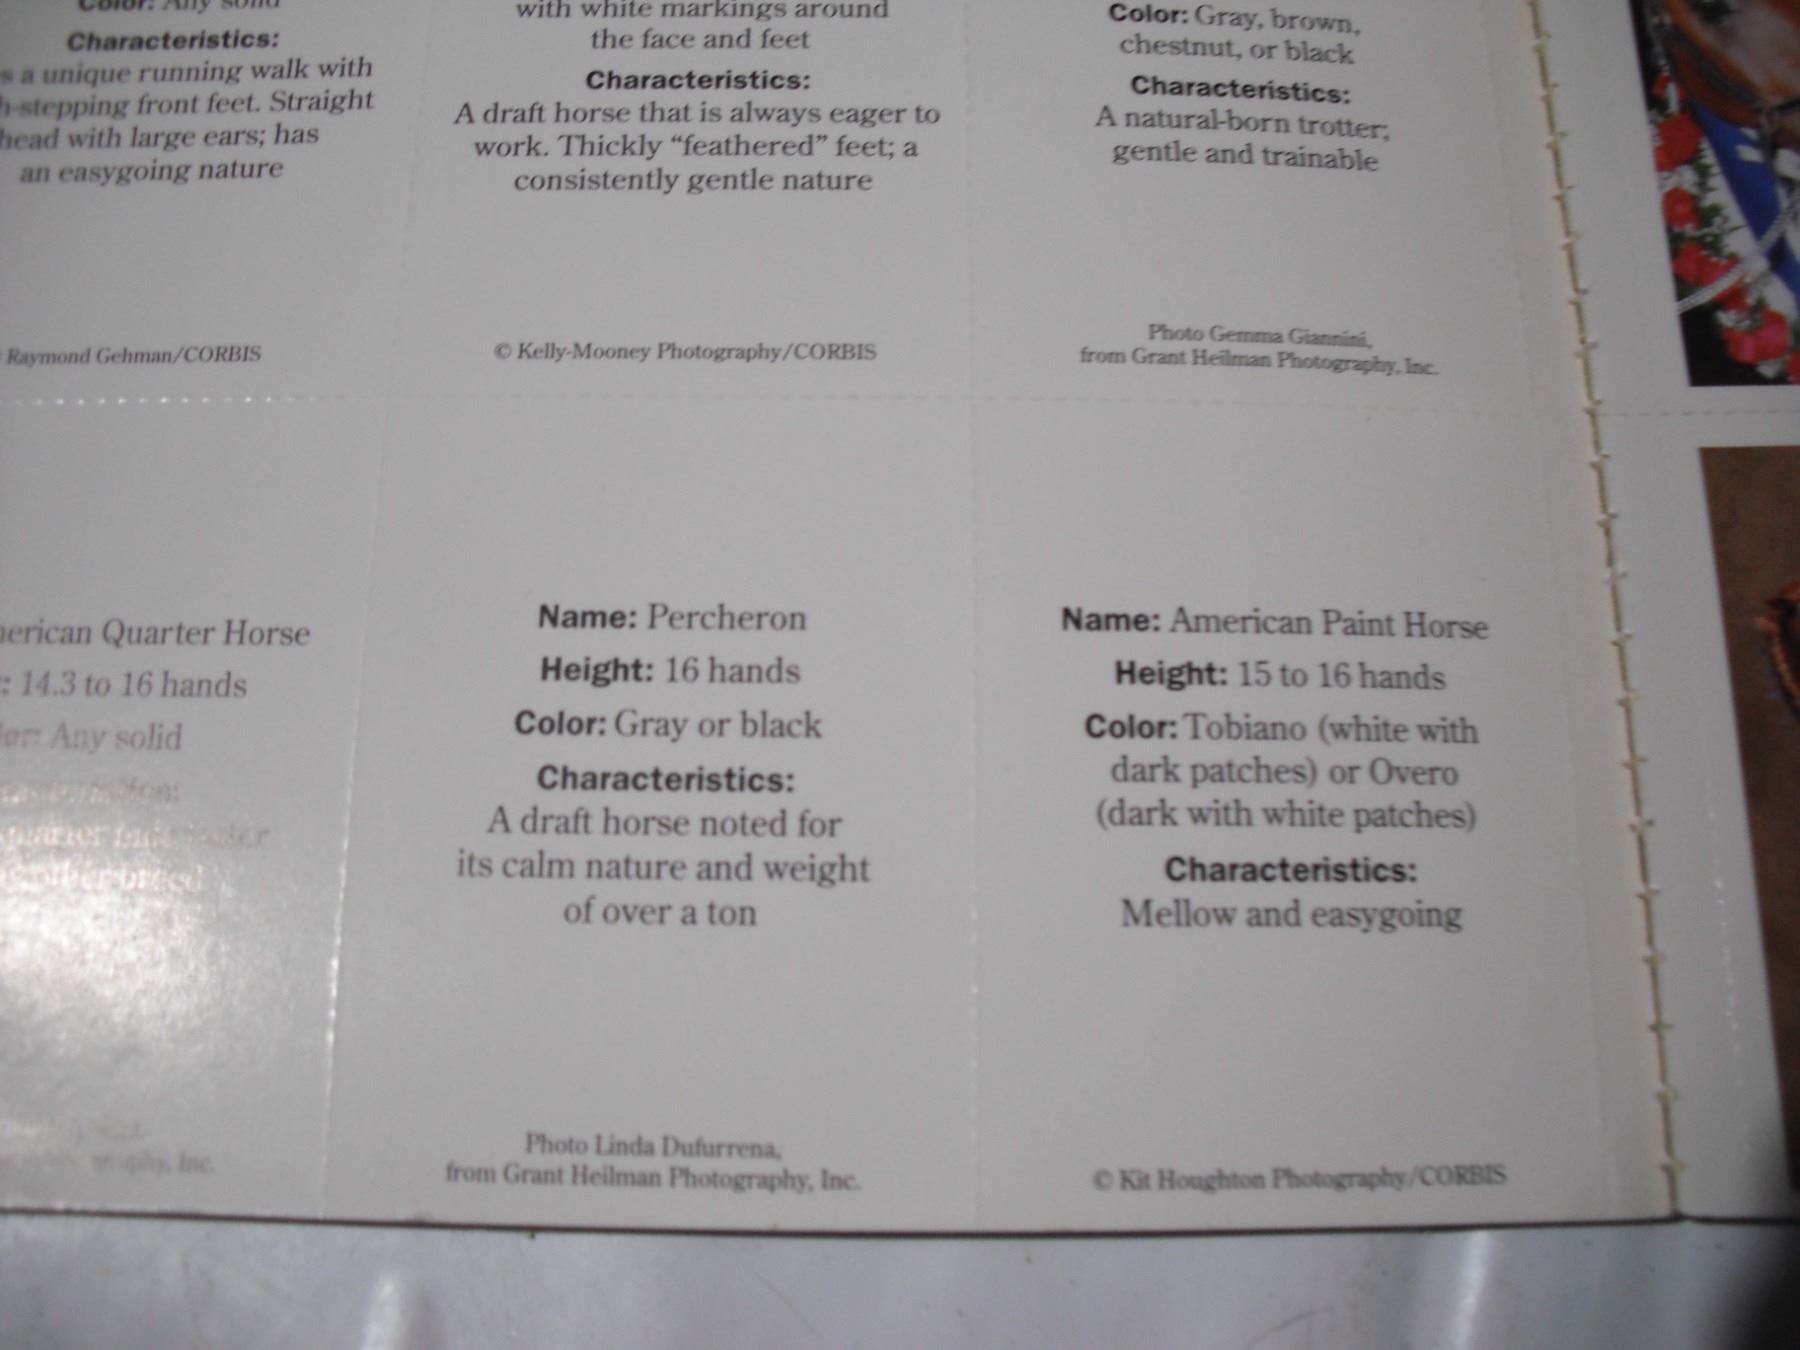 Color: Any solid
Characteristics:
s a unique running walk with
h-stepping front feet. Straight
head with large ears; has
an easygoing nature
Raymond Gehman/CORBIS
with white markings around
the face and feet
Characteristics:
A draft horse that is always eager to
work. Thickly “feathered” feet; a
consistently gentle nature
© Kelly-Mooney Photography/CORBIS
Color: Gray, brown,
chestnut, or black
Characteristics:
A natural-born trotter;
gentle and trainable
Photo Gemma Giannini,
from Grant Heilman Photography, Inc.
nerican Quarter Horse
: 14.3 to 16 hands
lor: Any solid
Name: Percheron
Height: 16 hands
Color: Gray or black
Characteristics:
A draft horse noted for
its calm nature and weight
of over a ton
Photo Linda Dufurrena,
from Grant Heilman Photography, Inc.
Name: American Paint Horse
Height: 15 to 16 hands
Color: Tobiano (white with
dark patches) or Overo
(dark with white patches)
Characteristics:
Mellow and easygoing
© Kit Houghton Photography/CORBIS